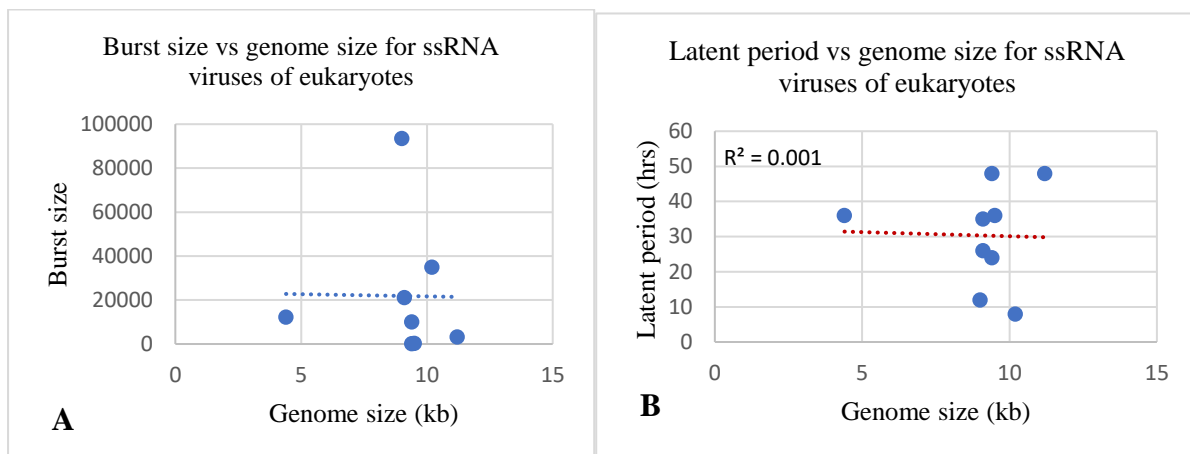 Burst size vs genome size for ssRNA
viruses of eukaryotes
100000
80000
60000
40000
20000
0
Burst size
0
5
10
15
Genome size (kb)
A
Latent period vs genome size for ssRNA
viruses of eukaryotes
60
50
40
30
20
10
0
R² = 0.001
Latent period (hrs)
0
5
10
15
Genome size (kb)
B